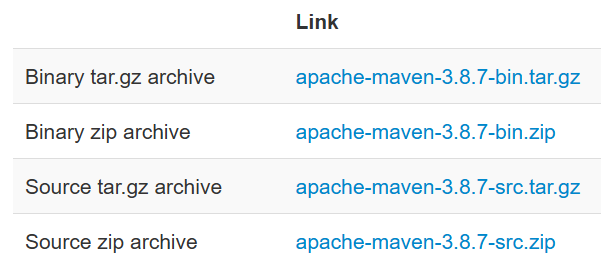 Link
Binary tar.gz archive apache-maven-3.8.7-bin.tar.gz
Binary zip archive apache-maven-3.8.7-bin.zip
Source tar.gz archive apache-maven-3.8.7-src.tar.gz
Source zip archive apache-maven-3.8.7-src.zip